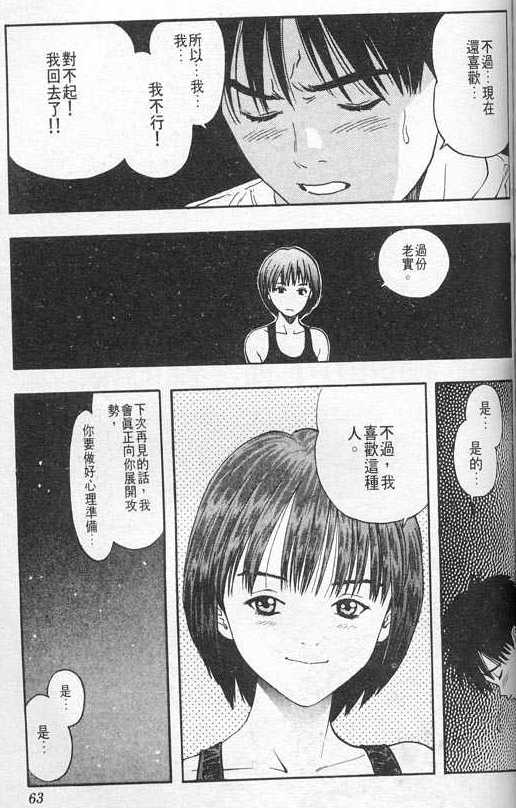 不過…現在
還喜歡…
所以…我…
我…
我不行！
對不起！
我回去了!!
過份
老實。
是…
是的…
不過，我
喜歡這種
人。
下次再見的話，我
會真正向你展開攻
勢，
你要做好心理準備…
是…
是…
63